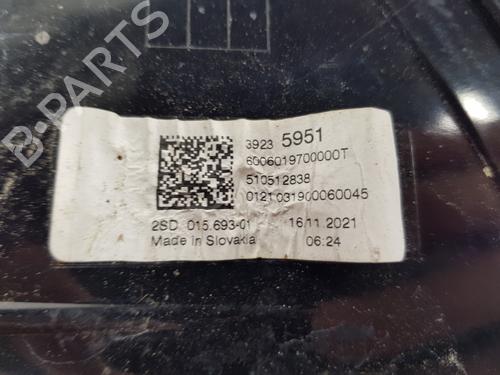 3923 5951
6006019700000T
510512838
0121031900060045
2SD 015.693-01 16.11.2021
Made in Slovakia 06:24
B-PARTS